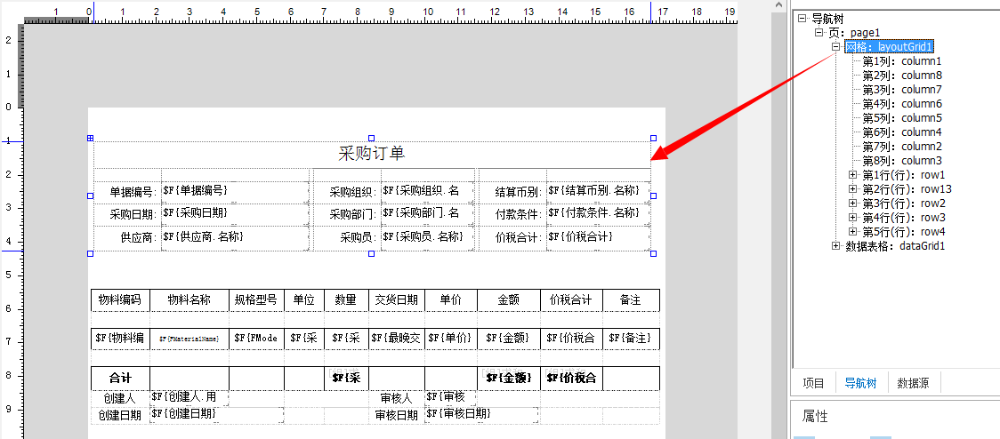 1 0 1 2 3 4 5 6 7 8 9 10 11 12 13 14 15 16 17 18 19
2
1
0
1
2
3
4
5
6
7
8
9
采购订单
单据编号: $F{单据编号} 采购组织: $F{采购组织.名 结算币别: $F{结算币别.名称}
采购日期: $F{采购日期} 采购部门: $F{采购部门.名 付款条件: $F{付款条件.名称}
供应商: $F{供应商.名称} 采购员: $F{采购员.名称} 价税合计: $F{价税合计}
物料编码 物料名称 规格型号 单位 数量 交货日期 单价 金额 价税合计 备注
$F{物料编 $F{FMaterialName} $F{FMode $F{采 $F{采 $F{最晚交 $F{单价} $F{金额} $F{价税合 $F{备注}
合计 $F{采 $F{金额} $F{价税合
创建人 $F{创建人.用 审核人 $F{审核
创建日期 $F{创建日期} 审核日期 $F{审核日期}
导航树
页: page1
网格: layoutGrid1
第1列: column1
第2列: column8
第3列: column7
第4列: column6
第5列: column5
第6列: column4
第7列: column2
第8列: column3
第1行(行): row1
第2行(行): row13
第3行(行): row2
第4行(行): row3
第5行(行): row4
数据表格: dataGrid1
项目 导航树 数据源
属性